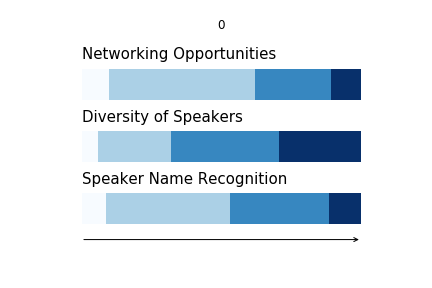 0
Networking Opportunities
Diversity of Speakers
Speaker Name Recognition